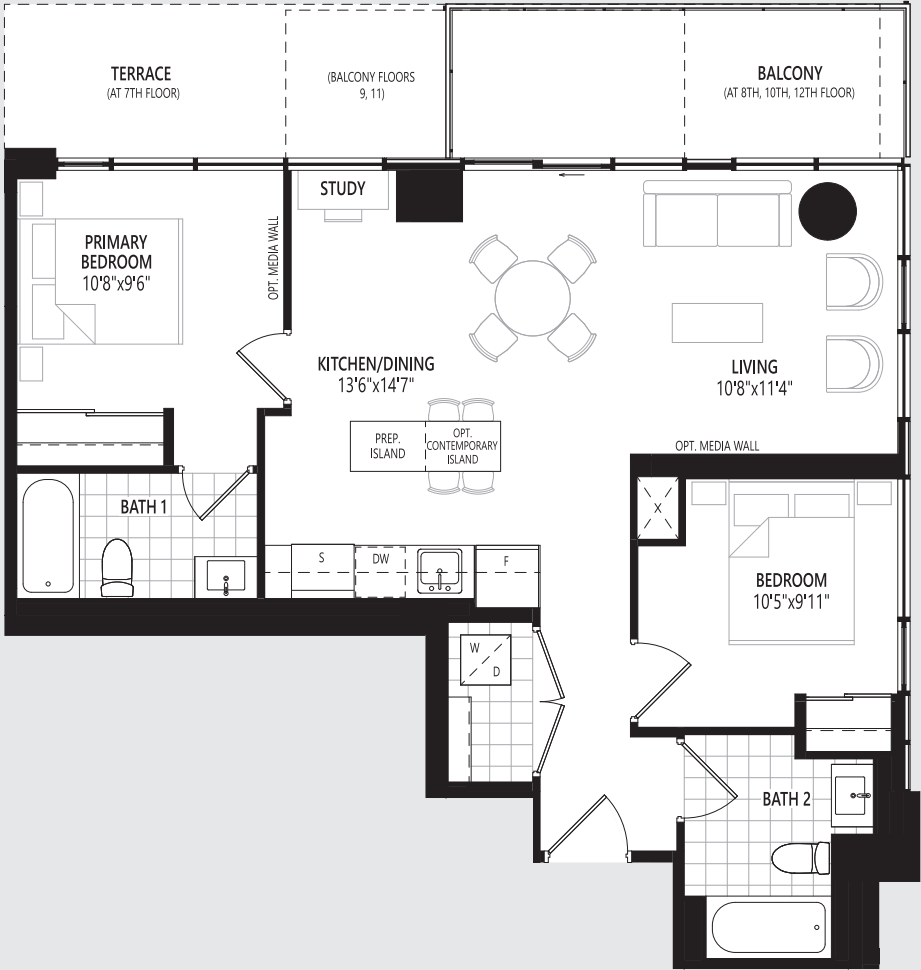 TERRACE
(AT 7TH FLOOR)
(BALCONY FLOORS
9, 11)
BALCONY
(AT 8TH, 10TH, 12TH FLOOR)
STUDY
PRIMARY
BEDROOM
10'8"x9'6"
OPT. MEDIA WALL
KITCHEN/DINING
13'6"x14'7"
LIVING
10'8"x11'4"
PREP.
ISLAND
OPT.
CONTEMPORARY
ISLAND
OPT. MEDIA WALL
BATH 1
X
S
DW
F
BEDROOM
10'5"x9'11"
W
D
BATH 2